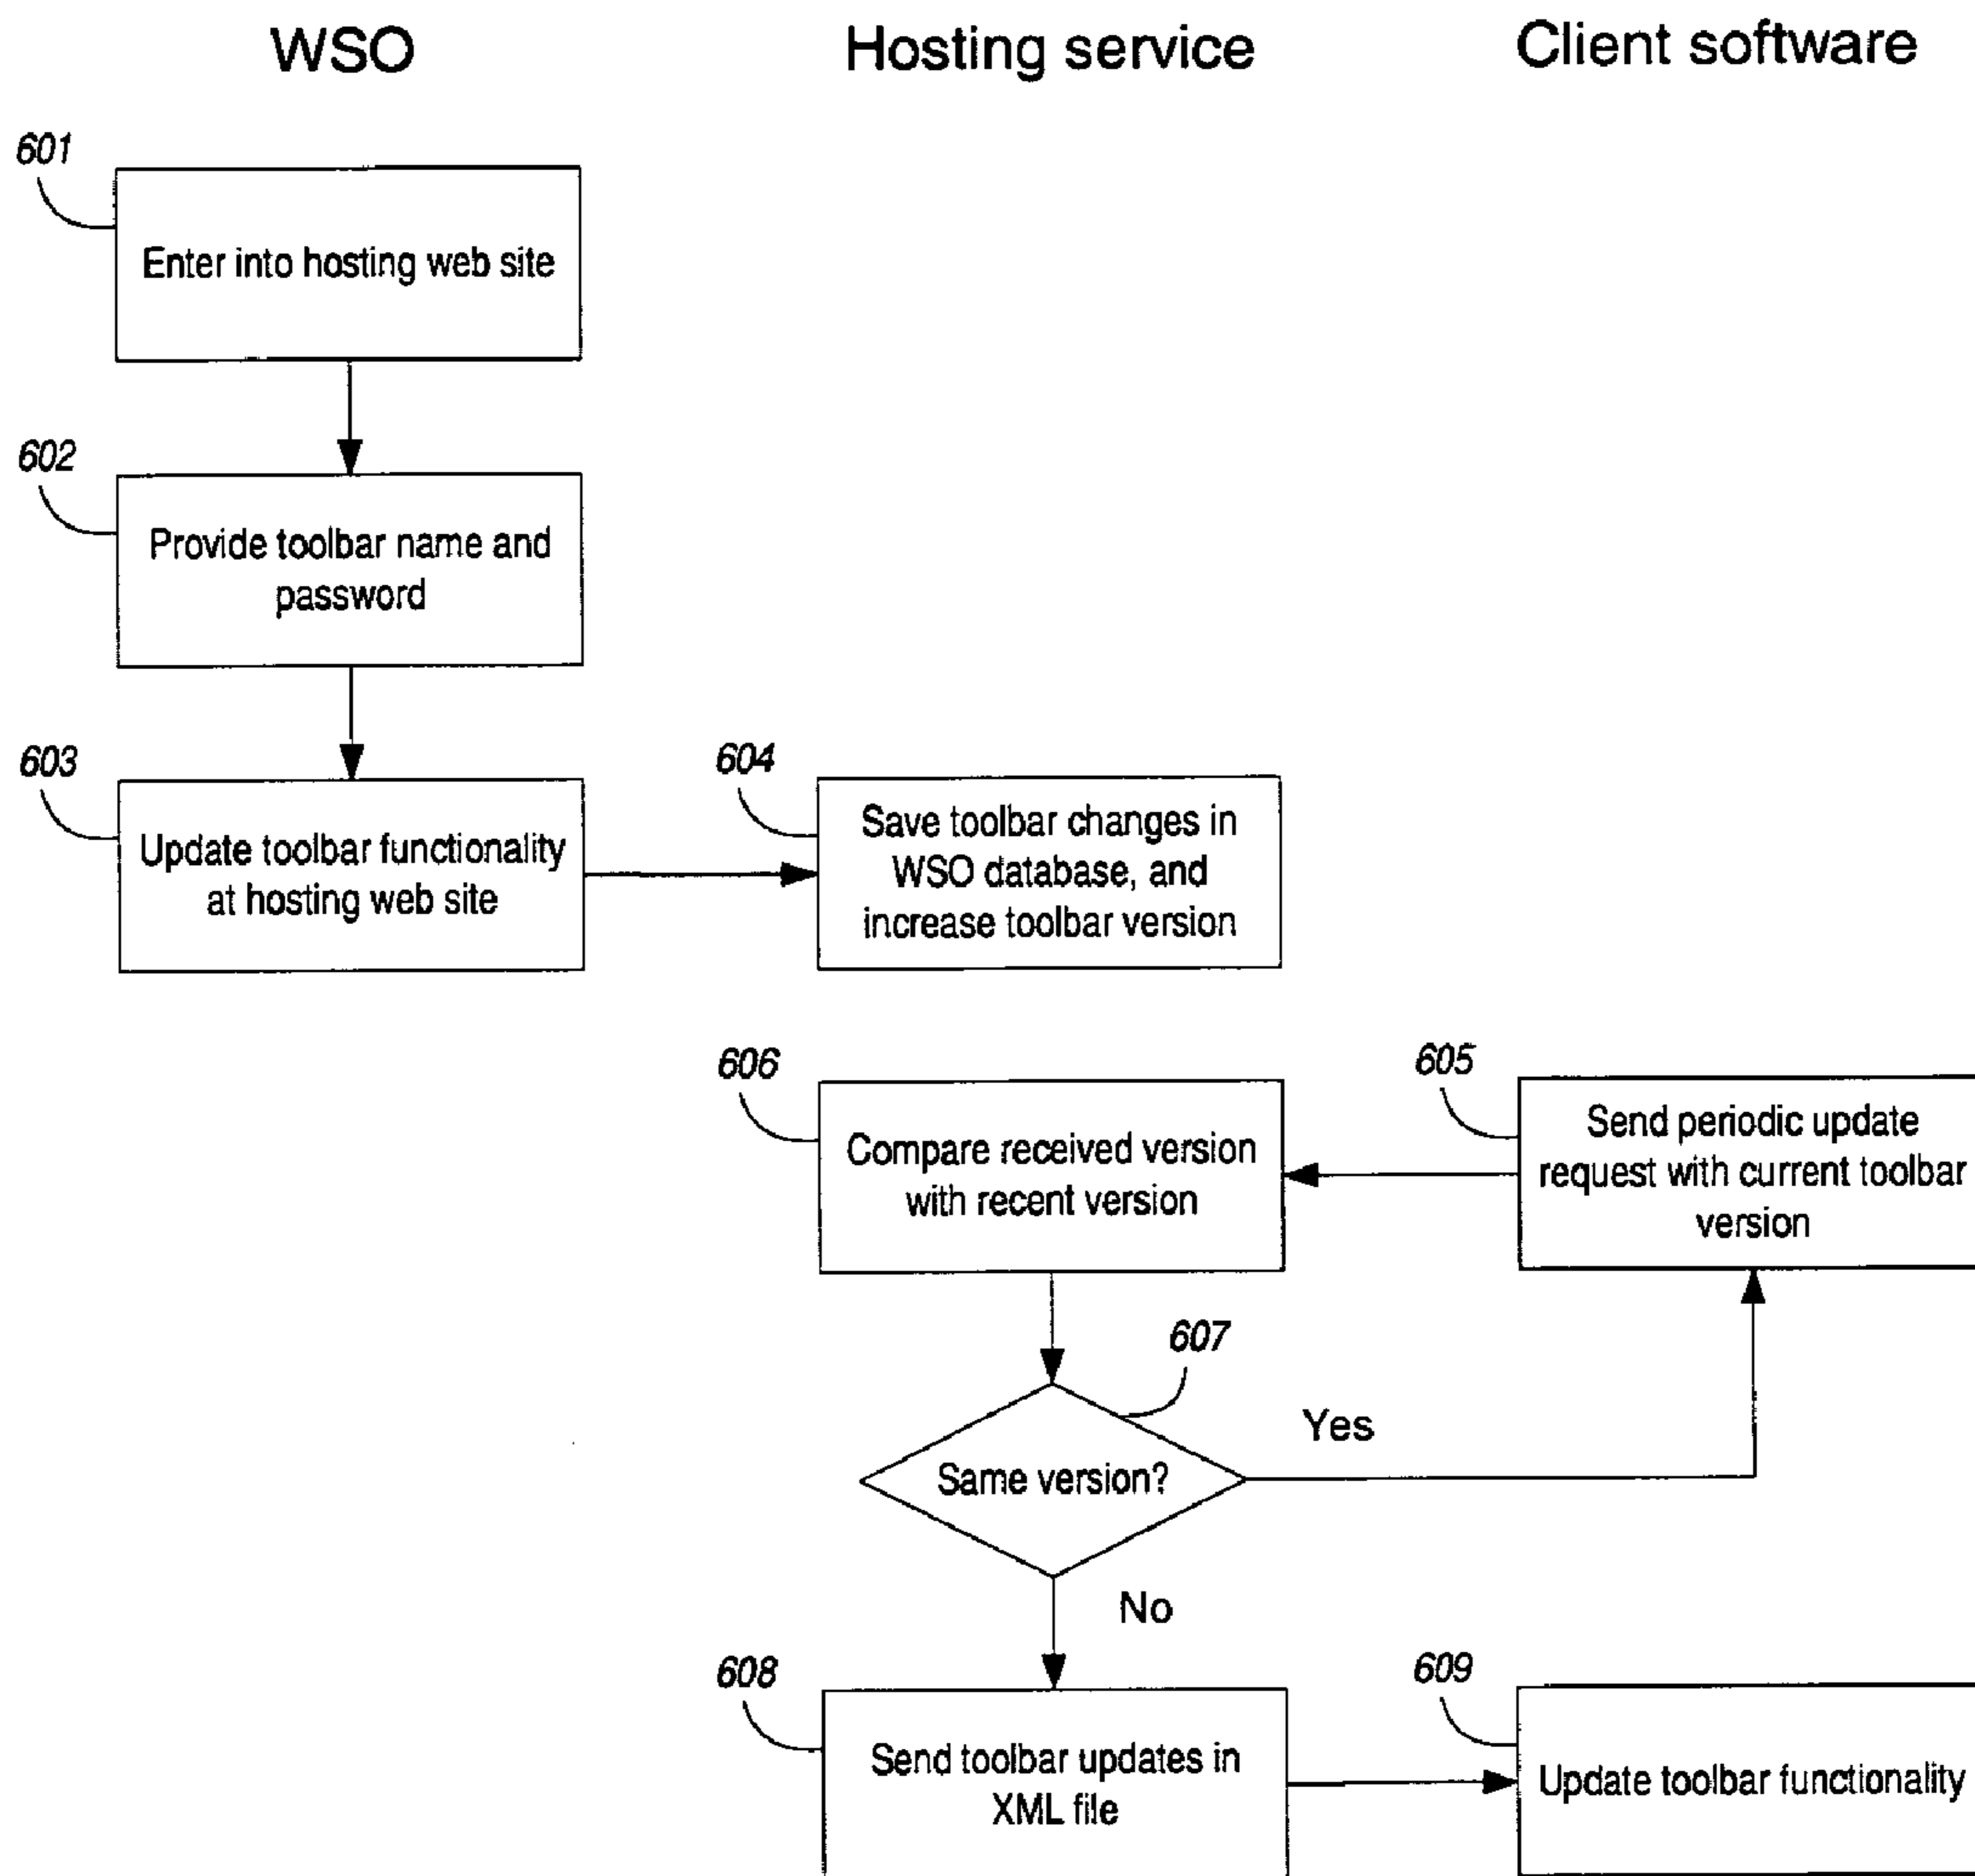 WSO
Hosting service
Client software
601
Enter into hosting web site
602
Provide toolbar name and
password
603
Update toolbar functionality
at hosting web site
604
Save toolbar changes in
WSO database, and
increase toolbar version
606
Compare received version
with recent version
605
Send periodic update
request with current toolbar
version
607
Same version?
Yes
No
608
Send toolbar updates in
XML file
609
Update toolbar functionality